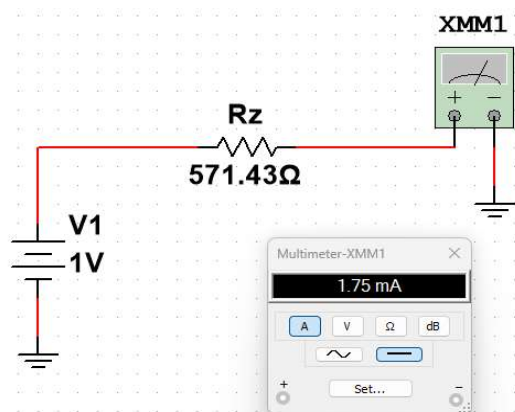 XMM1
+ −
Rz
571.43Ω
V1
1V
Multimeter-XMM1
1.75 mA
A V Ω dB
+ Set... −